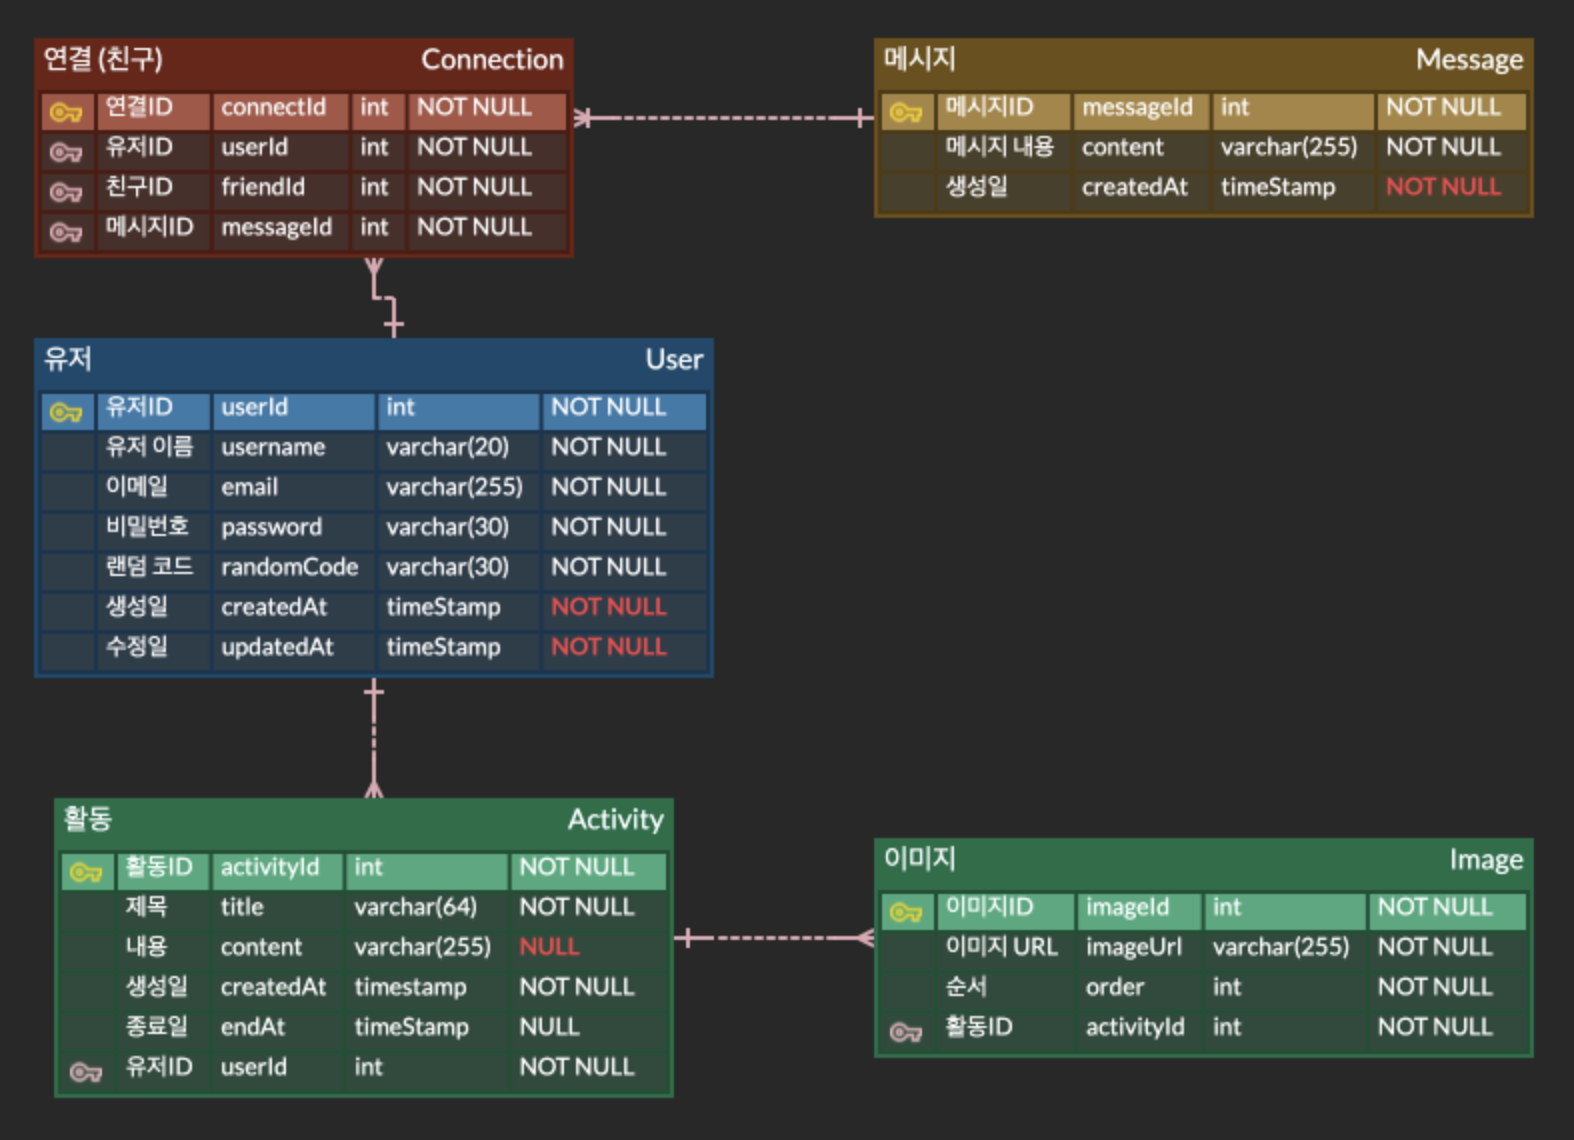 연결 (친구) Connection
연결ID connectId int NOT NULL
유저ID userId int NOT NULL
친구ID friendId int NOT NULL
메시지ID messageId int NOT NULL
메시지 Message
메시지ID messageId int NOT NULL
메시지 내용 content varchar(255) NOT NULL
생성일 createdAt timeStamp NOT NULL
유저 User
유저ID userId int NOT NULL
유저 이름 username varchar(20) NOT NULL
이메일 email varchar(255) NOT NULL
비밀번호 password varchar(30) NOT NULL
랜덤 코드 randomCode varchar(30) NOT NULL
생성일 createdAt timeStamp NOT NULL
수정일 updatedAt timeStamp NOT NULL
활동 Activity
활동ID activityId int NOT NULL
제목 title varchar(64) NOT NULL
내용 content varchar(255) NULL
생성일 createdAt timestamp NOT NULL
종료일 endAt timeStamp NULL
유저ID userId int NOT NULL
이미지 Image
이미지ID imageId int NOT NULL
이미지 URL imageUrl varchar(255) NOT NULL
순서 order int NOT NULL
활동ID activityId int NOT NULL